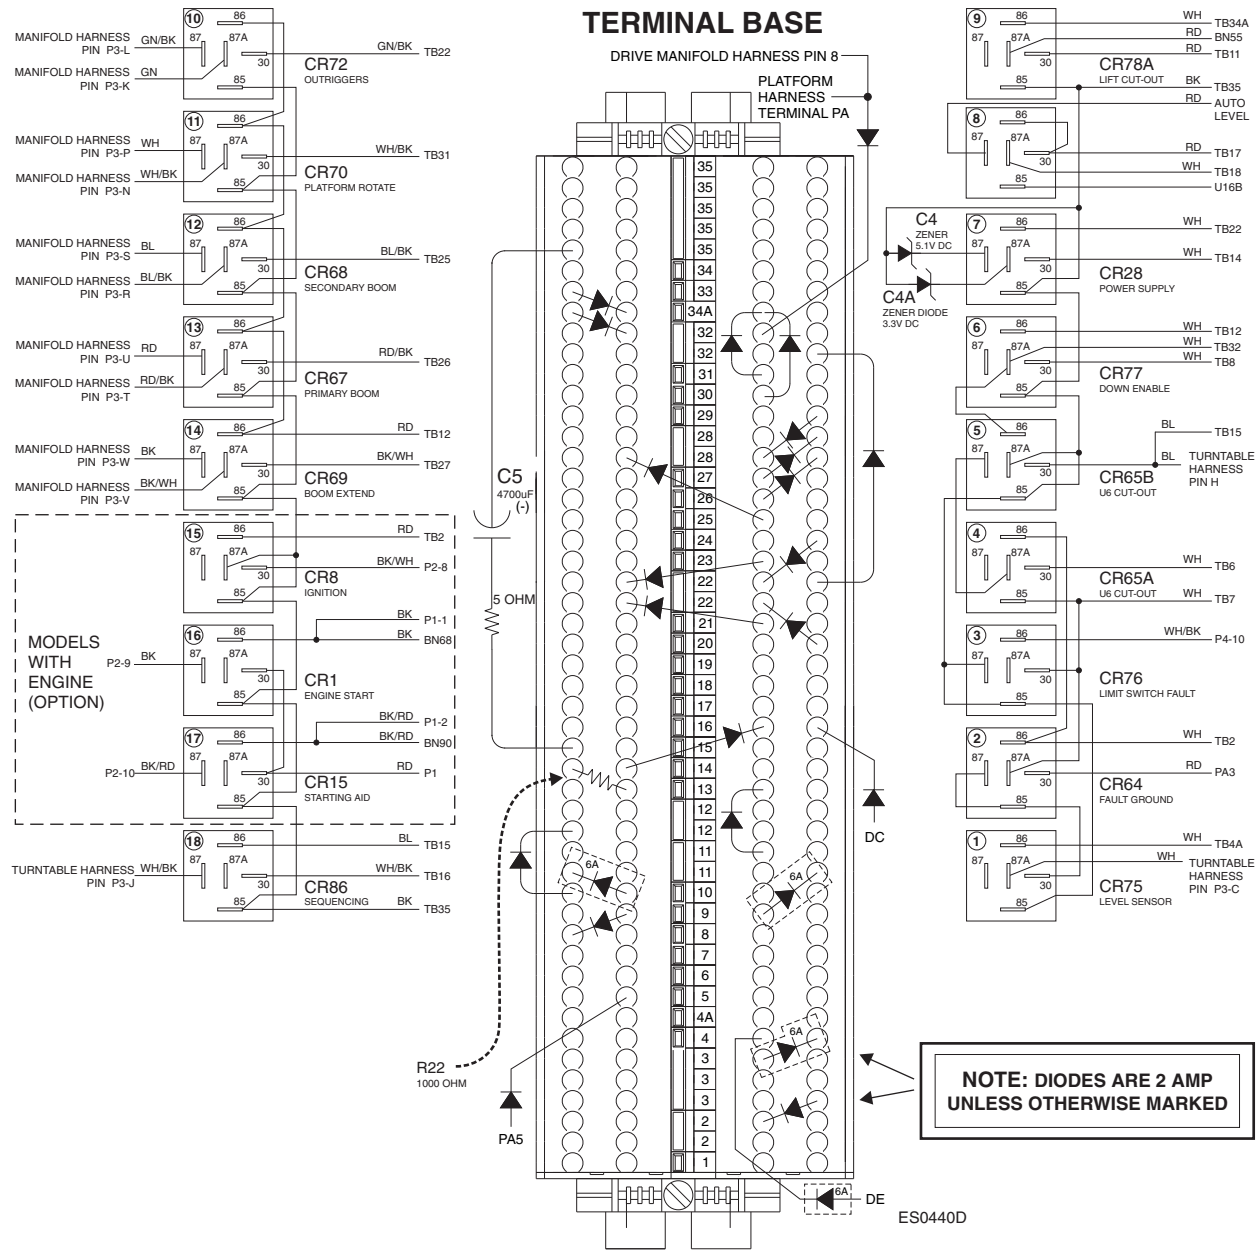 TERMINAL BASE
DRIVE MANIFOLD HARNESS PIN 8
PLATFORM
HARNESS
TERMINAL PA
10
86
87
87A
30
85
MANIFOLD HARNESS
PIN P3-L
GN/BK
MANIFOLD HARNESS
PIN P3-K
GN
GN/BK
TB22
CR72
OUTRIGGERS
11
86
87
87A
30
85
MANIFOLD HARNESS
PIN P3-P
WH
MANIFOLD HARNESS
PIN P3-N
WH/BK
WH/BK
TB31
CR70
PLATFORM ROTATE
12
86
87
87A
30
85
MANIFOLD HARNESS
PIN P3-S
BL
MANIFOLD HARNESS
PIN P3-R
BL/BK
BL/BK
TB25
CR68
SECONDARY BOOM
13
86
87
87A
30
85
MANIFOLD HARNESS
PIN P3-U
RD
MANIFOLD HARNESS
PIN P3-T
RD/BK
RD/BK
TB26
CR67
PRIMARY BOOM
14
86
87
87A
30
85
MANIFOLD HARNESS
PIN P3-W
BK
MANIFOLD HARNESS
PIN P3-V
BK/WH
RD
TB12
BK/WH
TB27
CR69
BOOM EXTEND
MODELS
WITH
ENGINE
(OPTION)
15
86
87
87A
30
85
RD
TB2
BK/WH
P2-8
CR8
IGNITION
16
86
87
87A
30
85
P2-9
BK
BK
P1-1
BK
BN68
CR1
ENGINE START
17
86
87
87A
30
85
P2-10
BK/RD
BK/RD
P1-2
BK/RD
BN90
RD
P1
CR15
STARTING AID
18
86
87
87A
30
85
TURNTABLE HARNESS
PIN P3-J
WH/BK
BL
TB15
WH/BK
TB16
BK
TB35
CR86
SEQUENCING
C5
4700uF
(-)
5 OHM
R22
1000 OHM
PA5
35
35
35
35
35
34
33
34A
32
32
31
30
29
28
28
27
26
25
24
23
22
22
21
20
19
18
17
16
15
14
13
12
12
11
11
10
9
8
7
6
5
4A
4
3
3
3
2
2
1
6A
6A
6A
6A
DC
DE
ES0440D
9
86
87
87A
30
85
WH
TB34A
RD
BN55
RD
TB11
CR78A
LIFT CUT-OUT
BK
TB35
RD
AUTO
LEVEL
8
86
87
87A
30
85
RD
TB17
WH
TB18
U16B
C4
ZENER
5.1V DC
C4A
ZENER DIODE
3.3V DC
7
86
87
87A
30
85
WH
TB22
WH
TB14
CR28
POWER SUPPLY
6
86
87
87A
30
85
WH
TB12
WH
TB32
WH
TB8
CR77
DOWN ENABLE
5
86
87
87A
30
85
BL
TB15
BL
TURNTABLE
HARNESS
PIN H
CR65B
U6 CUT-OUT
4
86
87
87A
30
85
WH
TB6
CR65A
U6 CUT-OUT
WH
TB7
3
86
87
87A
30
85
WH/BK
P4-10
CR76
LIMIT SWITCH FAULT
2
86
87
87A
30
85
WH
TB2
RD
PA3
CR64
FAULT GROUND
1
86
87
87A
30
85
WH
TB4A
WH
TURNTABLE
HARNESS
PIN P3-C
CR75
LEVEL SENSOR
NOTE: DIODES ARE 2 AMP
UNLESS OTHERWISE MARKED